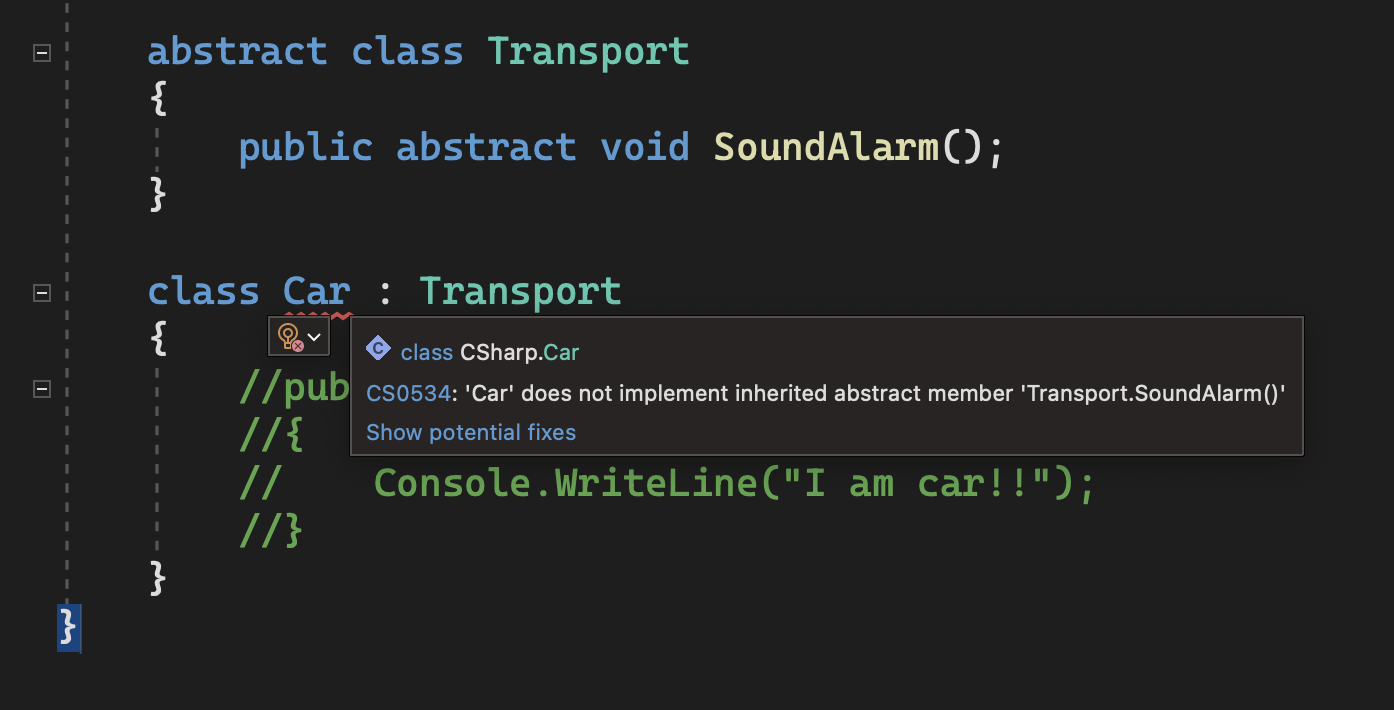 abstract class Transport
{
public abstract void SoundAlarm();
}
class Car : Transport
{
class CSharp.Car
CS0534: 'Car' does not implement inherited abstract member 'Transport.SoundAlarm()'
Show potential fixes
//pub
//{
// Console.WriteLine("I am car!!");
//}
}
}